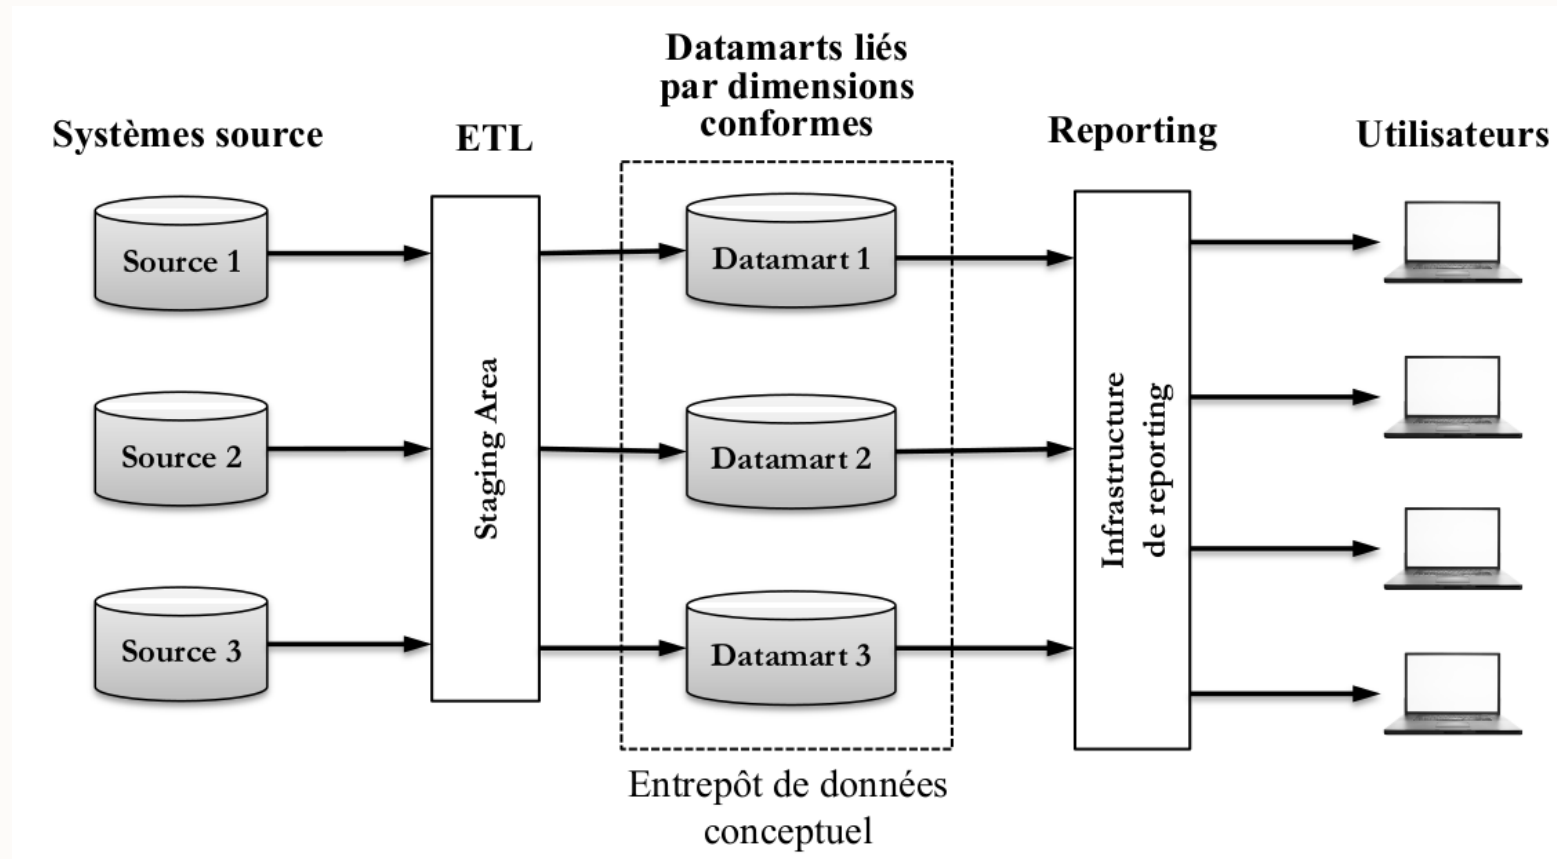 Datamarts liés
par dimensions
conformes
Systèmes source
ETL
Reporting
Utilisateurs
Source 1
Datamart 1
Source 2
Staging Area
Datamart 2
Infrastructure
de reporting
Source 3
Datamart 3
Entrepôt de données
conceptuel